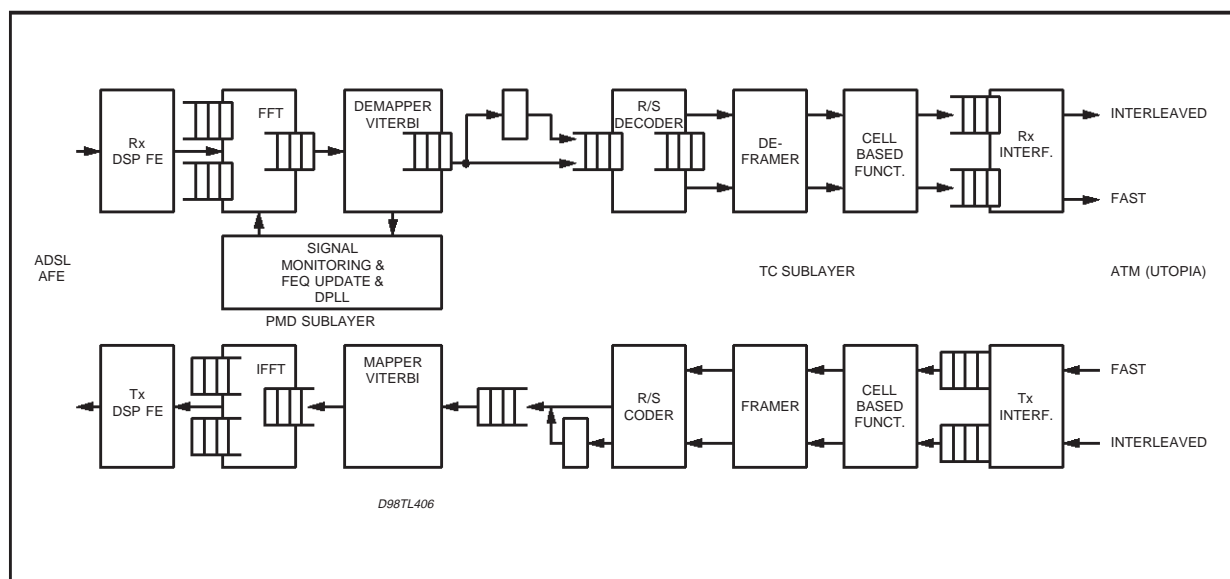 Rx
DSP FE
FFT
DEMAPPER
VITERBI
R/S
DECODER
DE-
FRAMER
CELL
BASED
FUNCT.
Rx
INTERF.
INTERLEAVED
FAST
ADSL
AFE
SIGNAL
MONITORING &
FEQ UPDATE &
DPLL
PMD SUBLAYER
TC SUBLAYER
ATM (UTOPIA)
Tx
DSP FE
IFFT
MAPPER
VITERBI
R/S
CODER
FRAMER
CELL
BASED
FUNCT.
Tx
INTERF.
FAST
INTERLEAVED
D98TL406